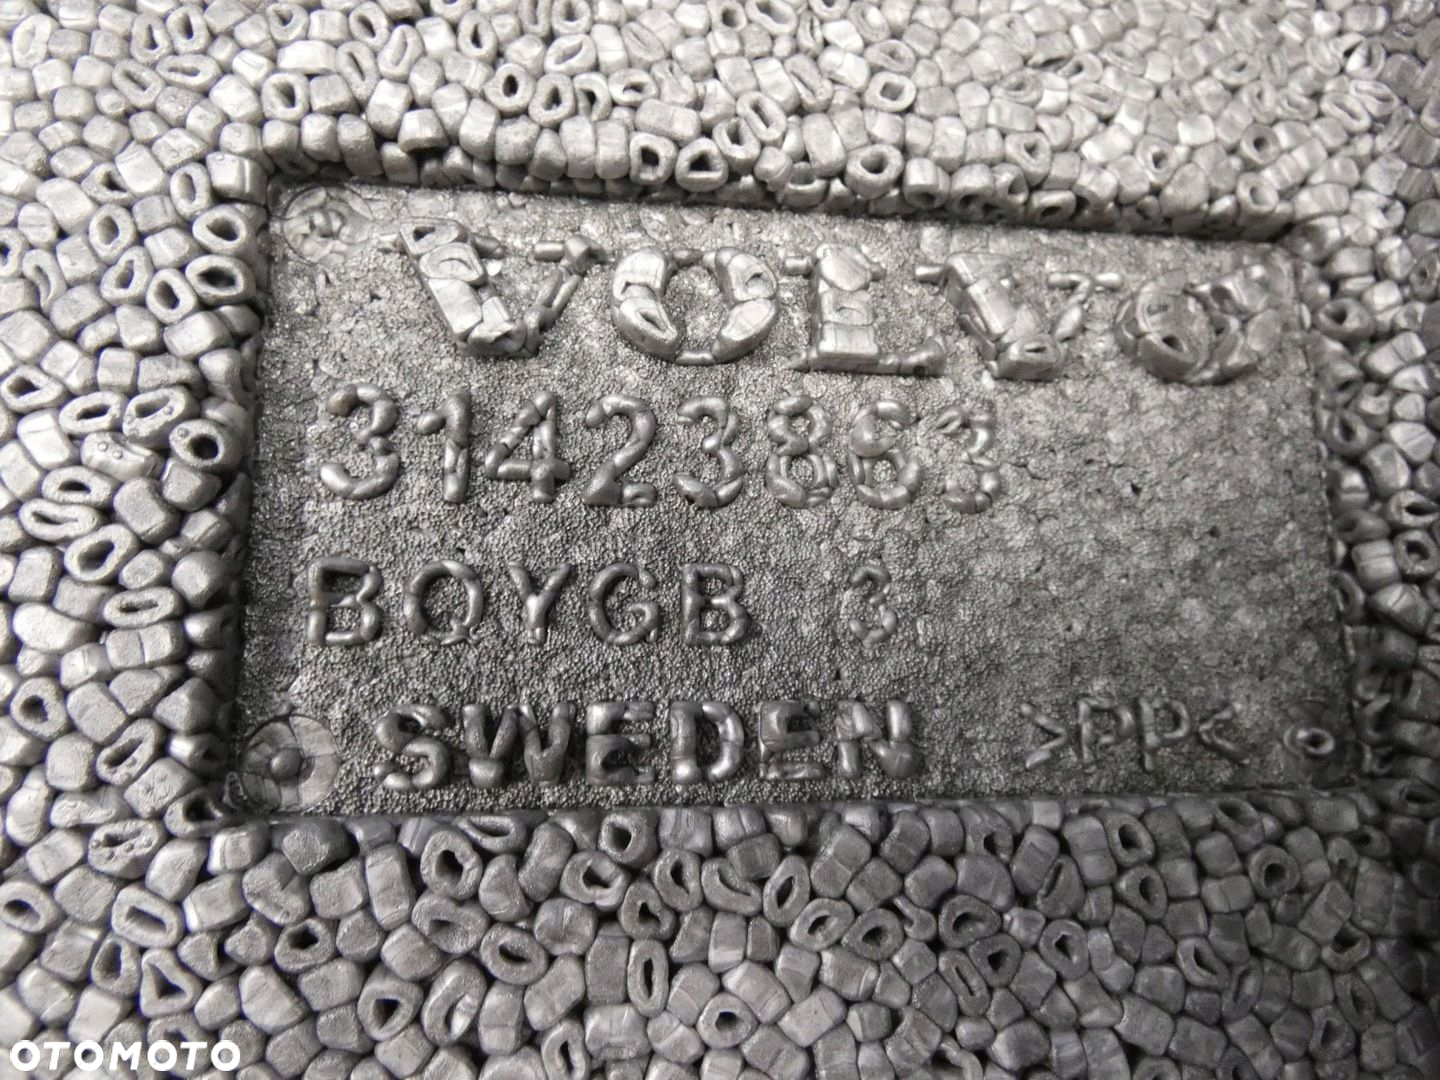 VOLVO
31423863
BQYGB 3
SWEDEN >PP<
OTOMOTO